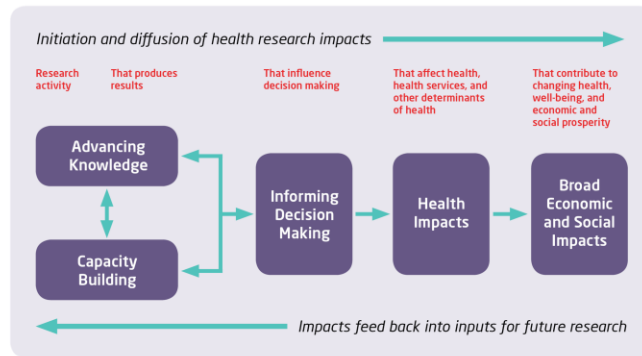 Initiation and diffusion of health research impacts
Research
activity
That produces
results
That influence
decision making
That affect health,
health services, and
other determinants
of health
That contribute to
changing health,
well-being, and
economic and
social prosperity
Advancing
Knowledge
Capacity
Building
Informing
Decision
Making
Health
Impacts
Broad
Economic
and Social
Impacts
Impacts feed back into inputs for future research